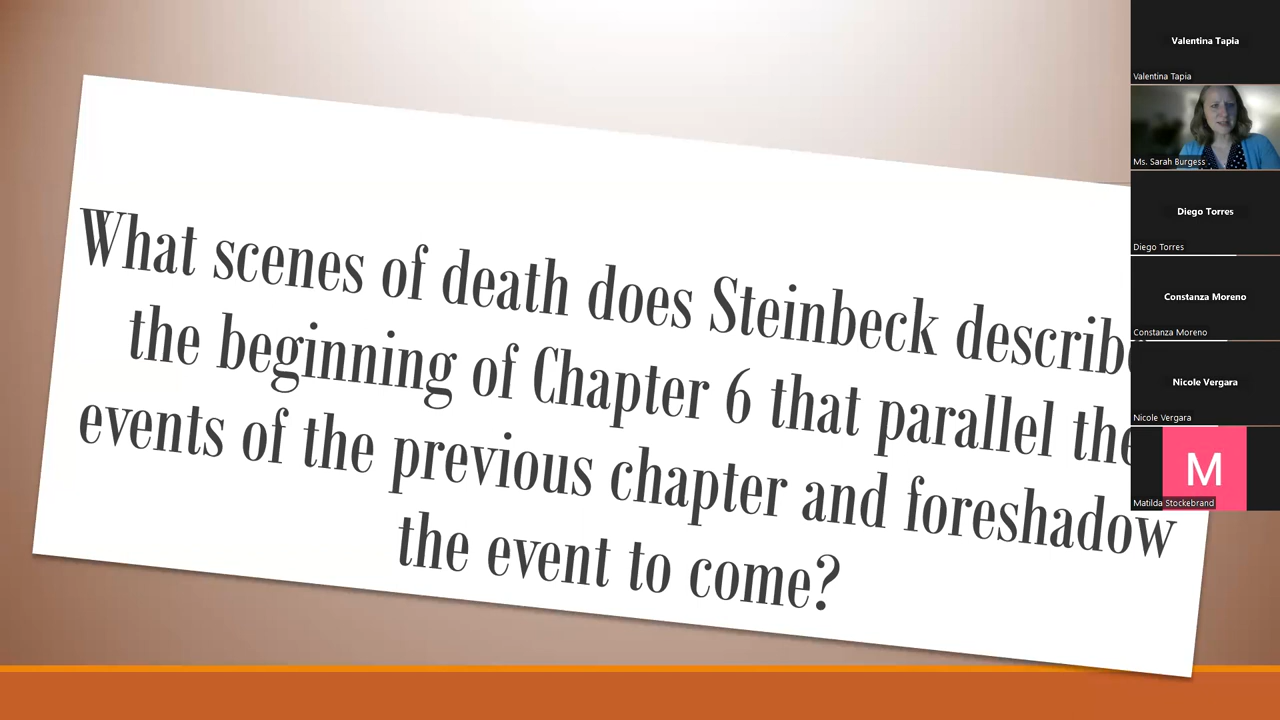 What scenes of death does Steinbeck describe
the beginning of Chapter 6 that parallel the
events of the previous chapter and foreshadow
the event to come?
Valentina Tapia
Valentina Tapia
Ms. Sarah Burgess .
Diego Torres
Diego Torres
Constanza Moreno
Constanza Moreno
Nicole Vergara
Nicole Vergara
M
Matilda Stockebrand